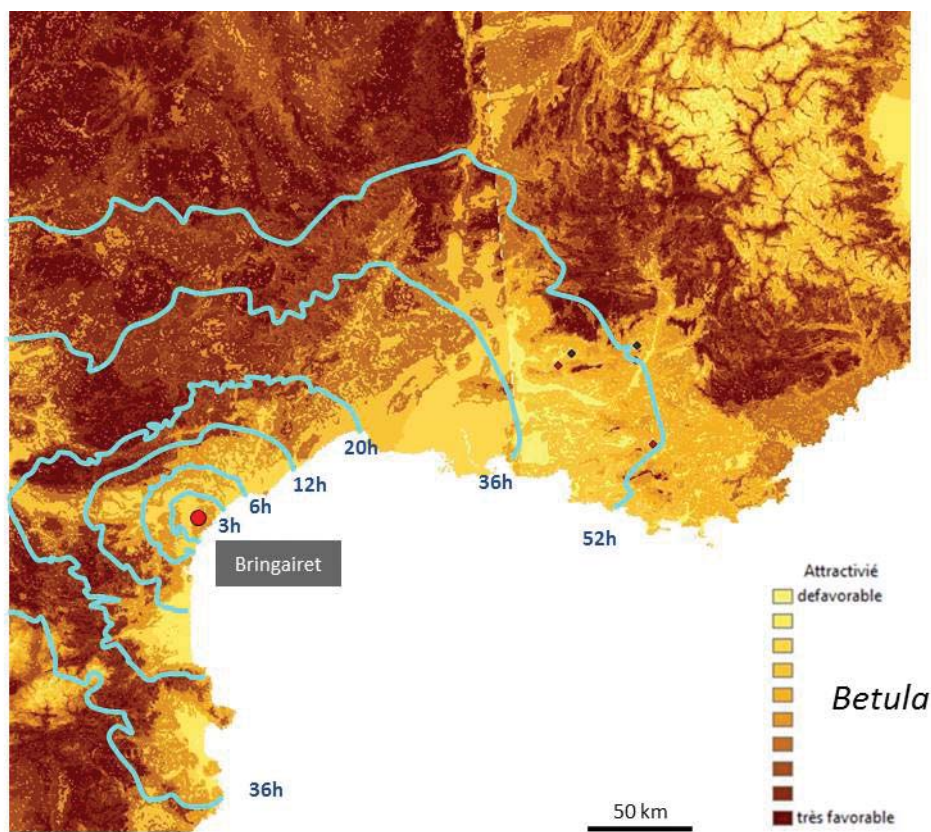 20h
36h
12h
6h
3h
52h
Bringairet
Attractivié
defavorable
Betula
36h
50 km
très favorable